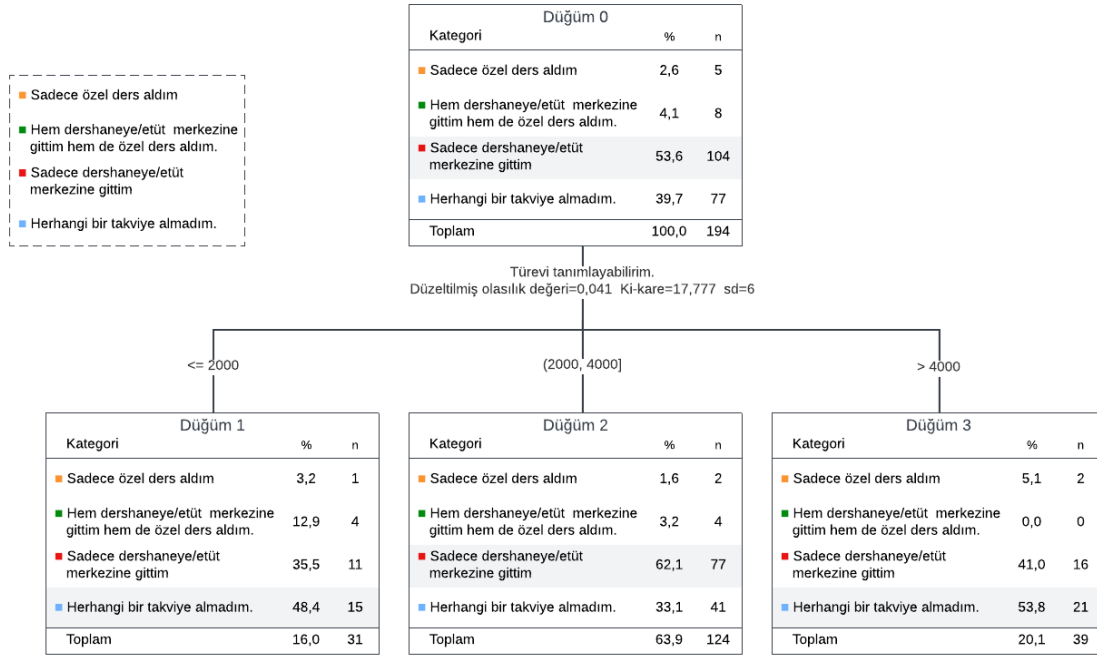 Düğüm 0
Kategori % n
Sadece özel ders aldım 2,6 5
Hem dershaneye/etüt merkezine
gittim hem de özel ders aldım. 4,1 8
Sadece dershaneye/etüt
merkezine gittim 53,6 104
Herhangi bir takviye almadım. 39,7 77
Toplam 100,0 194
Sadece özel ders aldım
Hem dershaneye/etüt merkezine
gittim hem de özel ders aldım.
Sadece dershaneye/etüt
merkezine gittim
Herhangi bir takviye almadım.
Türevi tanımlayabilirim.
Düzeltilmiş olasılık değeri=0,041 Ki-kare=17,777 sd=6
<= 2000
(2000, 4000]
> 4000
Düğüm 1
Kategori % n
Sadece özel ders aldım 3,2 1
Hem dershaneye/etüt merkezine
gittim hem de özel ders aldım. 12,9 4
Sadece dershaneye/etüt
merkezine gittim 35,5 11
Herhangi bir takviye almadım. 48,4 15
Toplam 16,0 31
Düğüm 2
Kategori % n
Sadece özel ders aldım 1,6 2
Hem dershaneye/etüt merkezine
gittim hem de özel ders aldım. 3,2 4
Sadece dershaneye/etüt
merkezine gittim 62,1 77
Herhangi bir takviye almadım. 33,1 41
Toplam 63,9 124
Düğüm 3
Kategori % n
Sadece özel ders aldım 5,1 2
Hem dershaneye/etüt merkezine
gittim hem de özel ders aldım. 0,0 0
Sadece dershaneye/etüt
merkezine gittim 41,0 16
Herhangi bir takviye almadım. 53,8 21
Toplam 20,1 39